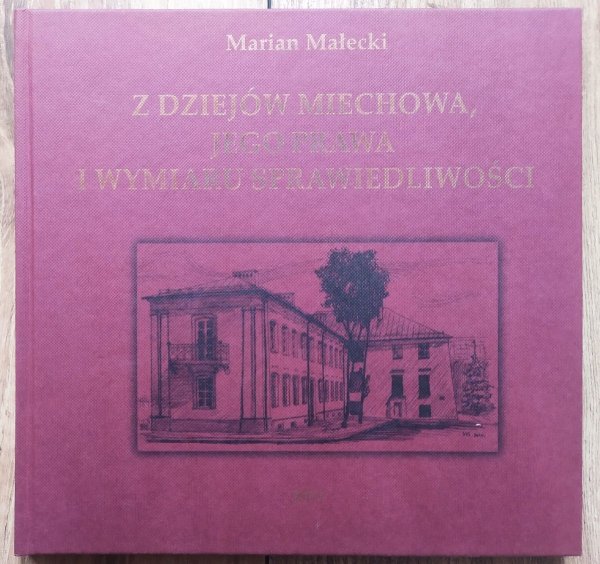 Marian Małecki
Z DZIEJÓW MIECHOWA,
JEGO PRAWA
I WYMIARU SPRAWIEDLIWOŚCI